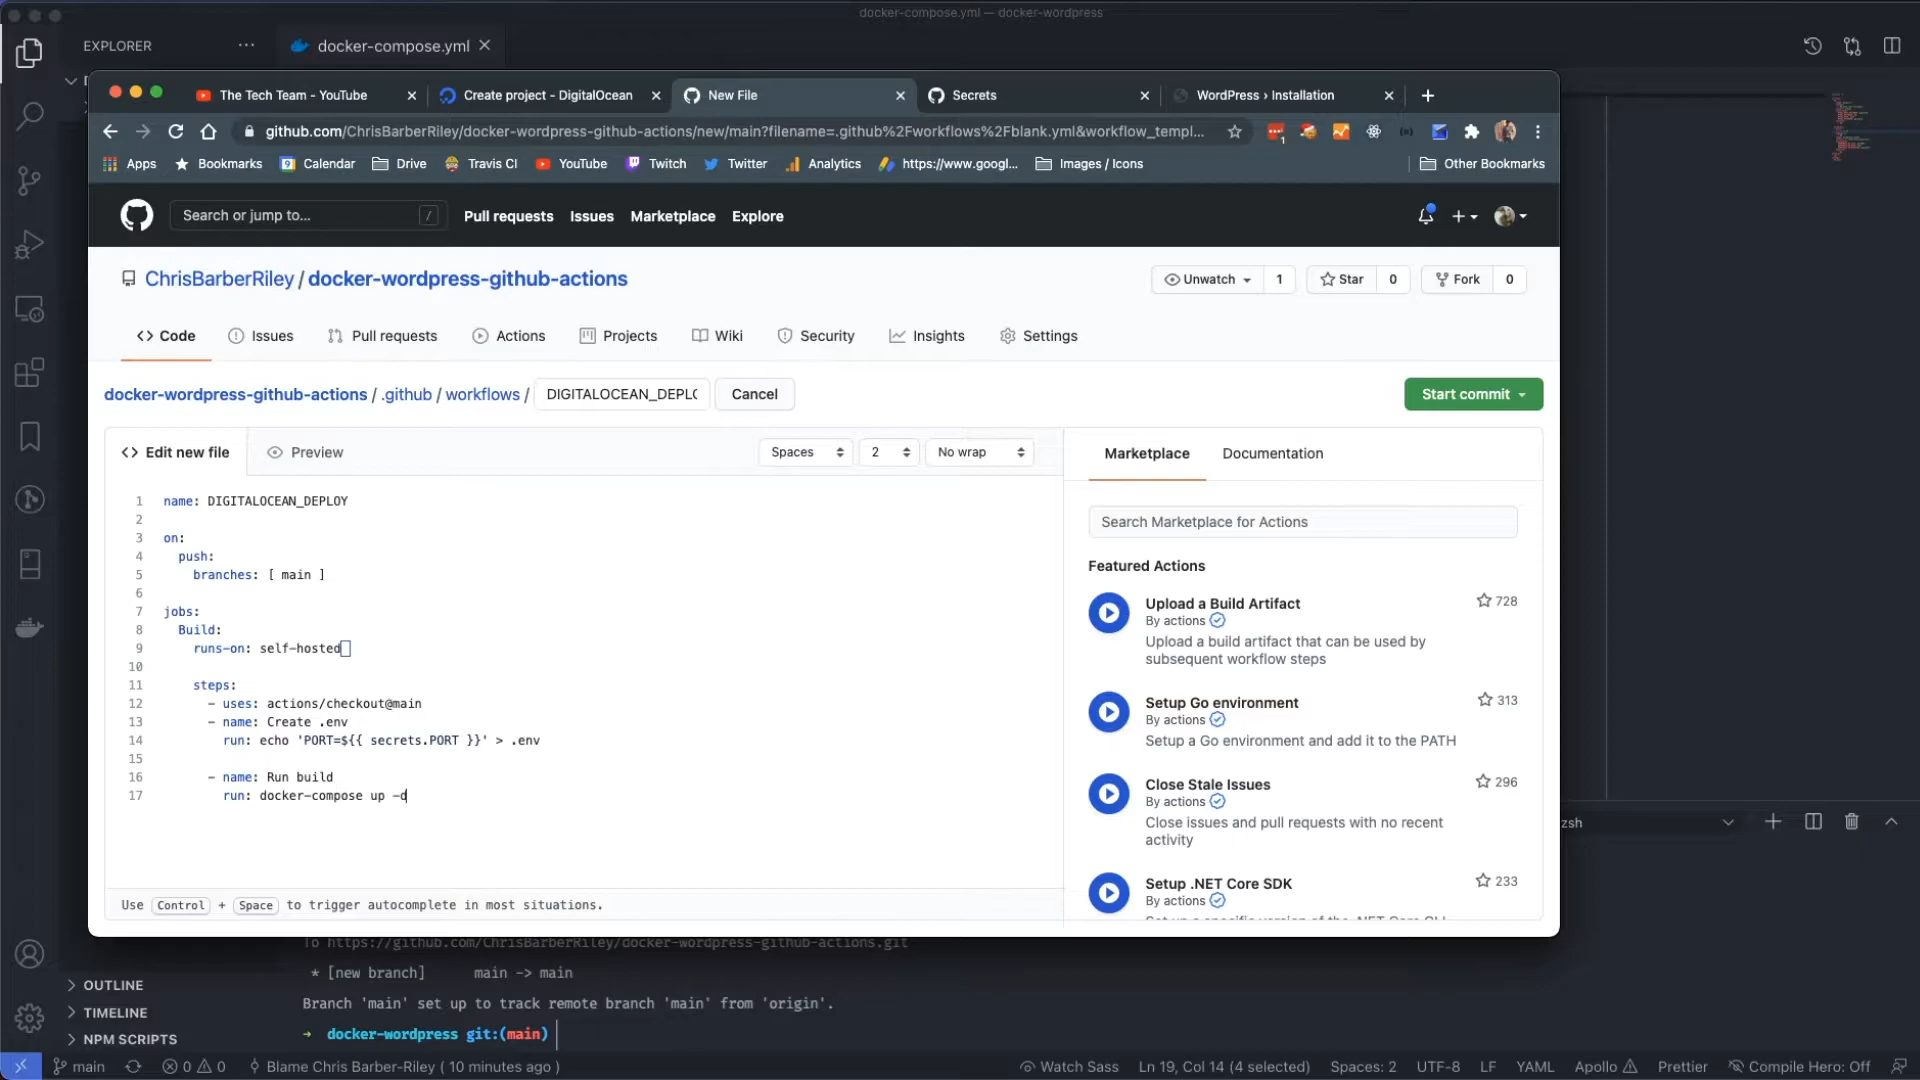 docker-compose.yml — docker-wordpress
EXPLORER
docker-compose.yml
The Tech Team - YouTube
Create project - DigitalOcean
New File
Secrets
WordPress › Installation
github.com/ChrisBarberRiley/docker-wordpress-github-actions/new/main?filename=.github%2Fworkflows%2Fblank.yml&workflow_templ...
Apps
Bookmarks
Calendar
Drive
Travis CI
YouTube
Twitch
Twitter
Analytics
https://www.googl...
Images / Icons
Other Bookmarks
Search or jump to...
/
Pull requests
Issues
Marketplace
Explore
ChrisBarberRiley / docker-wordpress-github-actions
Unwatch 1
Star 0
Fork 0
Code
Issues
Pull requests
Actions
Projects
Wiki
Security
Insights
Settings
docker-wordpress-github-actions / .github / workflows /
DIGITALOCEAN_DEPLO
Cancel
Start commit
Edit new file
Preview
Spaces
2
No wrap
1 name: DIGITALOCEAN_DEPLOY
2
3 on:
4 push:
5 branches: [ main ]
6
7 jobs:
8 Build:
9 runs-on: self-hosted
10
11 steps:
12 - uses: actions/checkout@main
13 - name: Create .env
14 run: echo 'PORT=${{ secrets.PORT }}' > .env
15
16 - name: Run build
17 run: docker-compose up -d
Use Control + Space to trigger autocomplete in most situations.
Marketplace
Documentation
Search Marketplace for Actions
Featured Actions
Upload a Build Artifact
728
By actions
Upload a build artifact that can be used by
subsequent workflow steps
Setup Go environment
313
By actions
Setup a Go environment and add it to the PATH
Close Stale Issues
296
By actions
Close issues and pull requests with no recent
activity
Setup .NET Core SDK
233
By actions
zsh
To https://github.com/ChrisBarberRiley/docker-wordpress-github-actions.git
* [new branch] main -> main
Branch 'main' set up to track remote branch 'main' from 'origin'.
→ docker-wordpress git:(main)
OUTLINE
TIMELINE
NPM SCRIPTS
main
0 0
Blame Chris Barber-Riley ( 10 minutes ago )
Watch Sass
Ln 19, Col 14 (4 selected)
Spaces: 2
UTF-8
LF
YAML
Apollo
Prettier
Compile Hero: Off